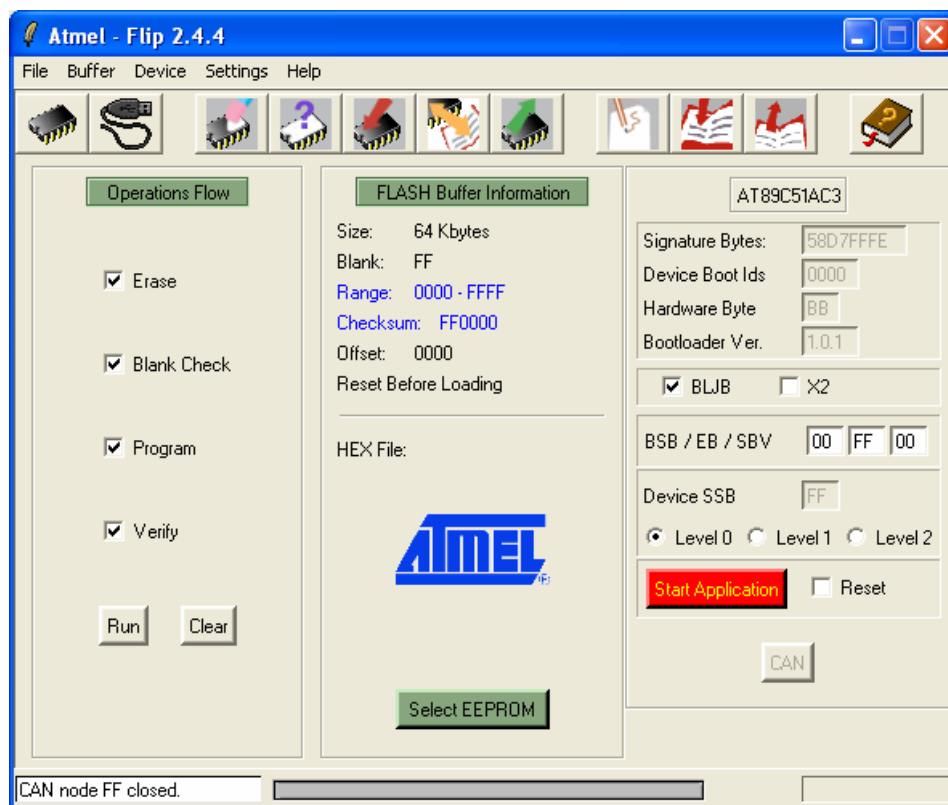 Atmel - Flip 2.4.4
File Buffer Device Settings Help
Operations Flow
Erase
Blank Check
Program
Verify
Run Clear
FLASH Buffer Information
Size: 64 Kbytes
Blank: FF
Range: 0000 - FFFF
Checksum: FF0000
Offset: 0000
Reset Before Loading
HEX File:
ATMEL ®
Select EEPROM
AT89C51AC3
Signature Bytes: 58D7FFFE
Device Boot Ids 0000
Hardware Byte BB
Bootloader Ver. 1.0.1
BLJB X2
BSB / EB / SBV 00 FF 00
Device SSB FF
Level 0 Level 1 Level 2
Start Application Reset
CAN
CAN node FF closed.